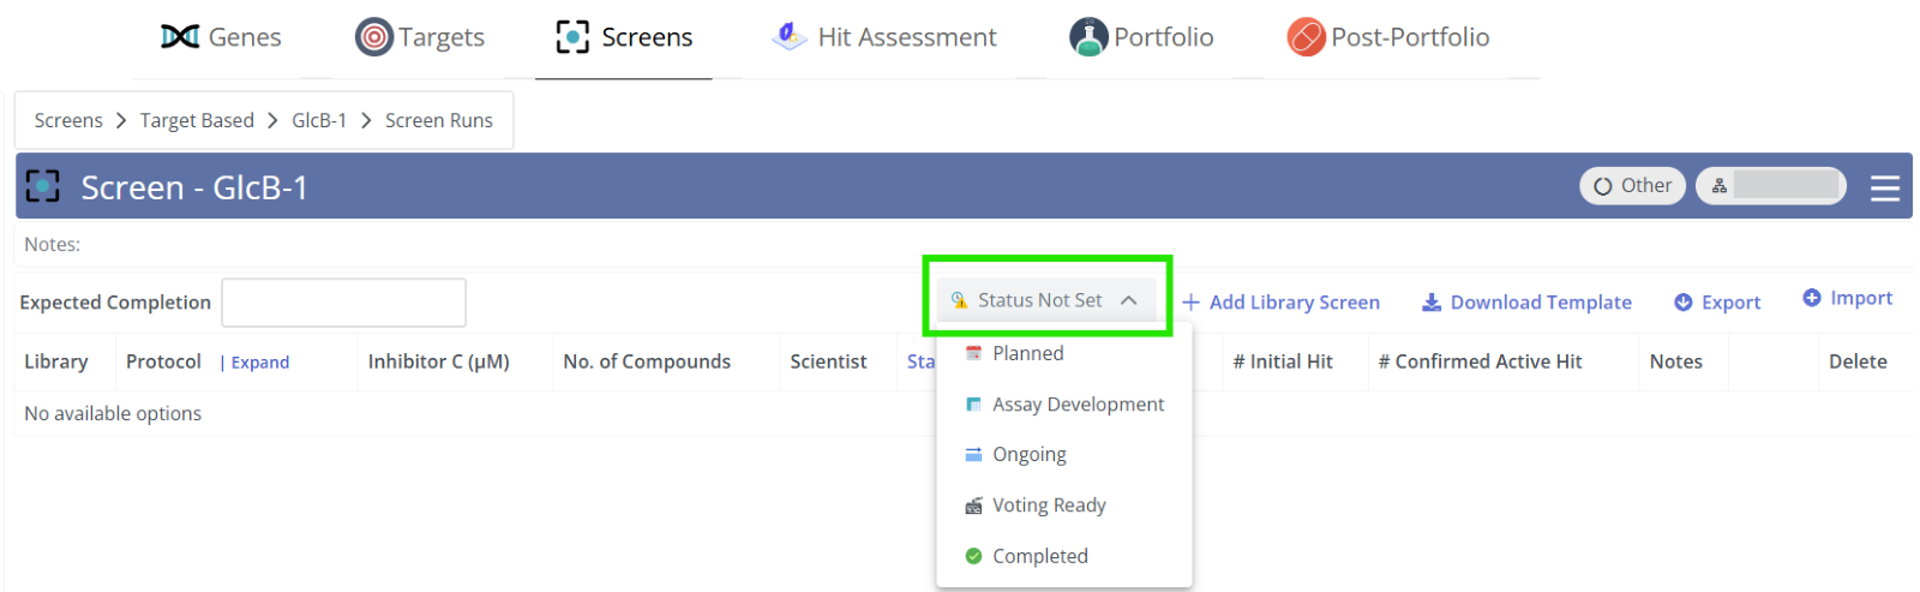 Genes Targets Screens Hit Assessment Portfolio Post-Portfolio
Screens > Target Based > GlcB-1 > Screen Runs
Screen - GlcB-1 Other
Notes:
Expected Completion Status Not Set + Add Library Screen Download Template Export Import
Library Protocol | Expand Inhibitor C (µM) No. of Compounds Scientist Sta # Initial Hit # Confirmed Active Hit Notes Delete
No available options
Planned
Assay Development
Ongoing
Voting Ready
Completed